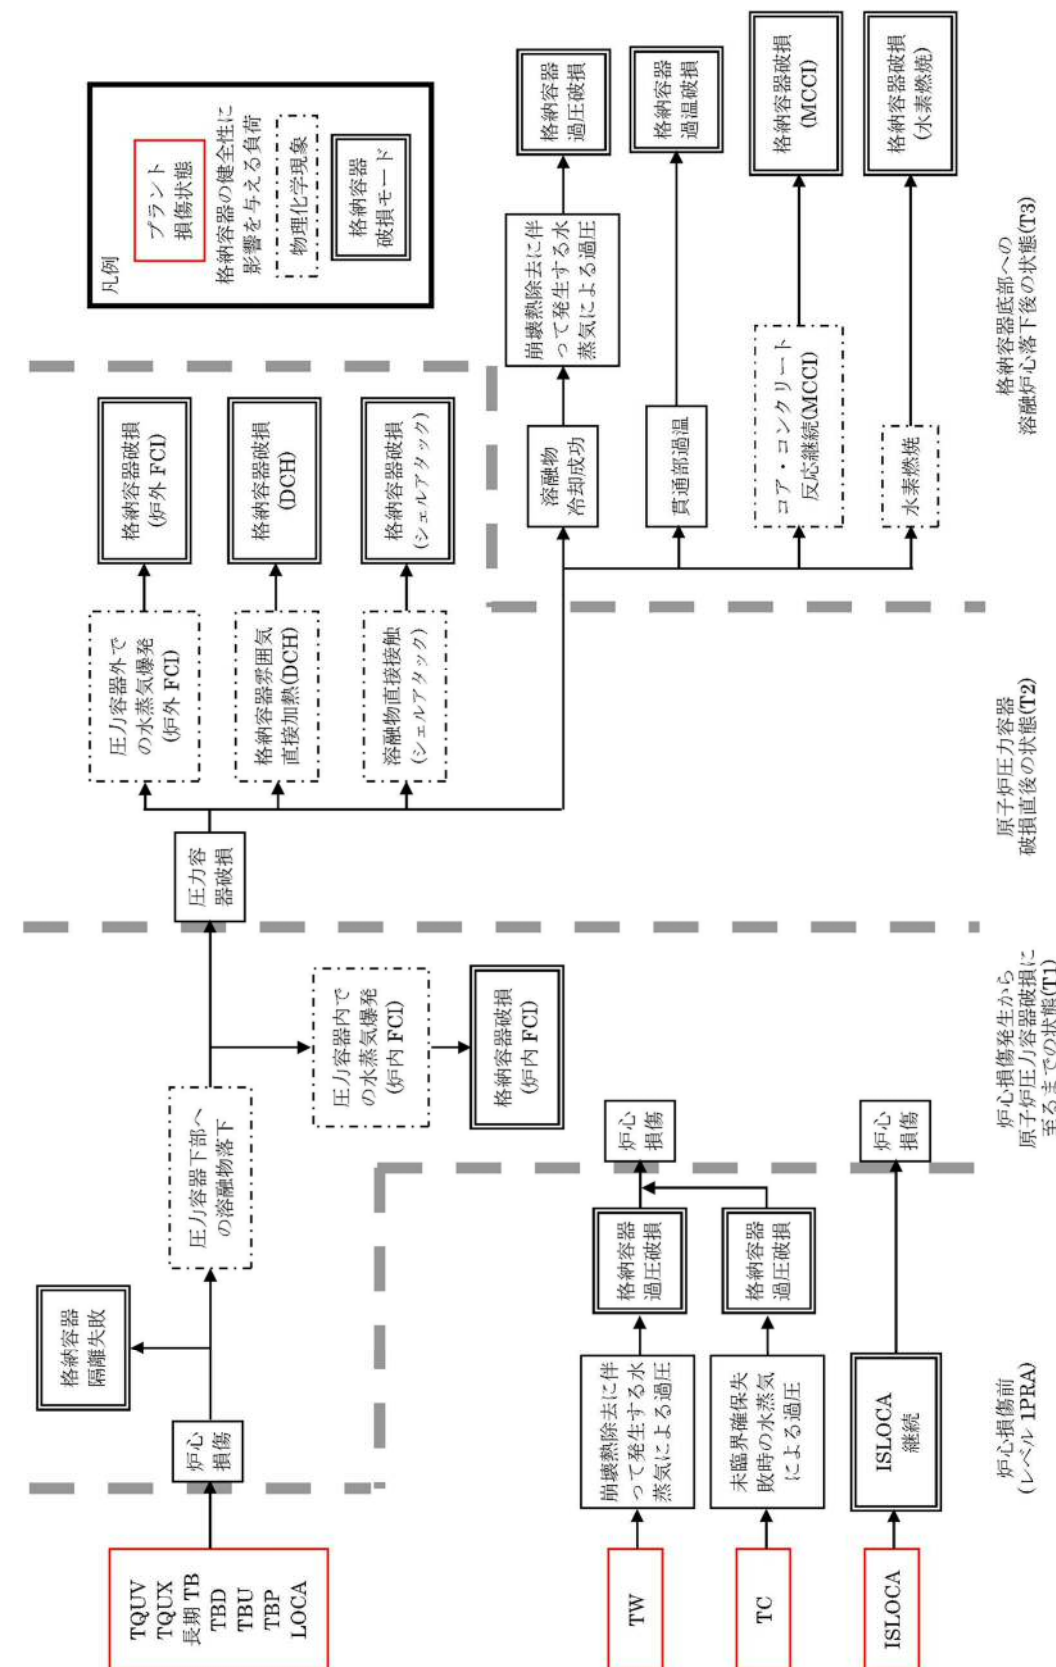 TQUV
TQUX
長期 TB
TBD
TBU
TBP
LOCA
炉心
損傷
格納容器
隔離失敗
圧力容器下部へ
の溶融物落下
圧力容器内で
の水蒸気爆発
(炉内 FCI)
格納容器破損
(炉内 FCI)
圧力容
器破損
圧力容器外で
の水蒸気爆発
(炉外 FCI)
格納容器破損
(炉外 FCI)
格納容器雰囲気
直接加熱(DCH)
格納容器破損
(DCH)
溶融物直接接触
(シェルアタック)
格納容器破損
(シェルアタック)
凡例
プラント
損傷状態
格納容器の健全性に
影響を与える負荷
物理化学現象
格納容器
破損モード
溶融物
冷却成功
崩壊熱除去に伴
って発生する水
蒸気による過圧
格納容器
過圧破損
貫通部過温
格納容器
過温破損
コア・コンクリート
反応継続(MCCI)
格納容器破損
(MCCI)
水素燃焼
格納容器破損
(水素燃焼)
TW
崩壊熱除去に伴
って発生する水
蒸気による過圧
格納容器
過圧破損
炉心
損傷
TC
未臨界確保失
敗時の水蒸気
による過圧
格納容器
過圧破損
ISLOCA
ISLOCA
継続
炉心
損傷
炉心損傷前
(レベル 1PRA)
炉心損傷発生から
原子炉圧力容器破損に
至るまでの状態(T1)
原子炉圧力容器
破損直後の状態(T2)
格納容器底部への
溶融炉心落下後の状態(T3)